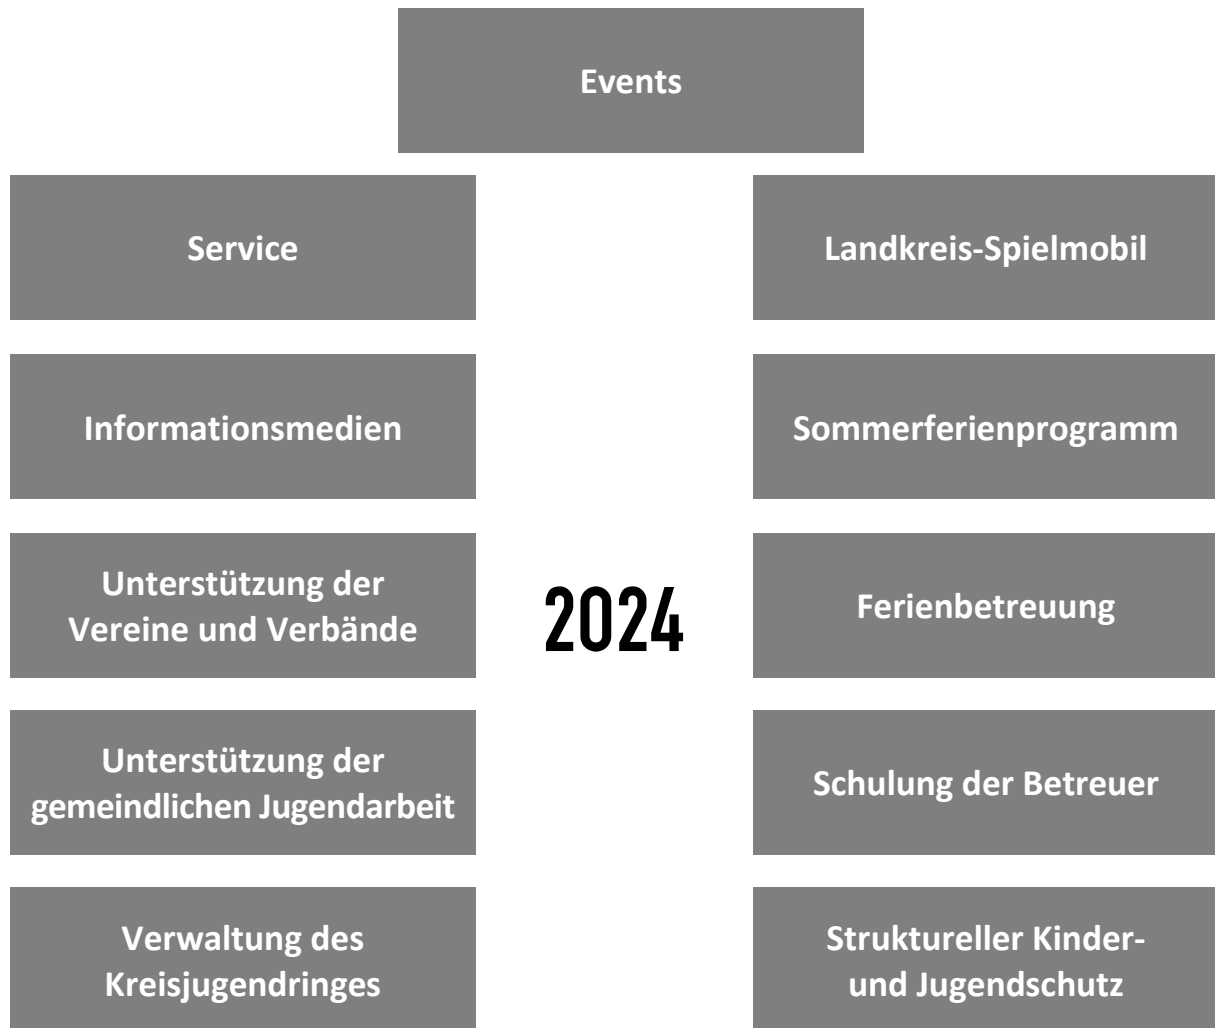 Events
Service
Landkreis-Spielmobil
Informationsmedien
Sommerferienprogramm
Unterstützung der
Vereine und Verbände
2024
Ferienbetreuung
Unterstützung der
gemeindlichen Jugendarbeit
Schulung der Betreuer
Verwaltung des
Kreisjugendringes
Struktureller Kinder-
und Jugendschutz